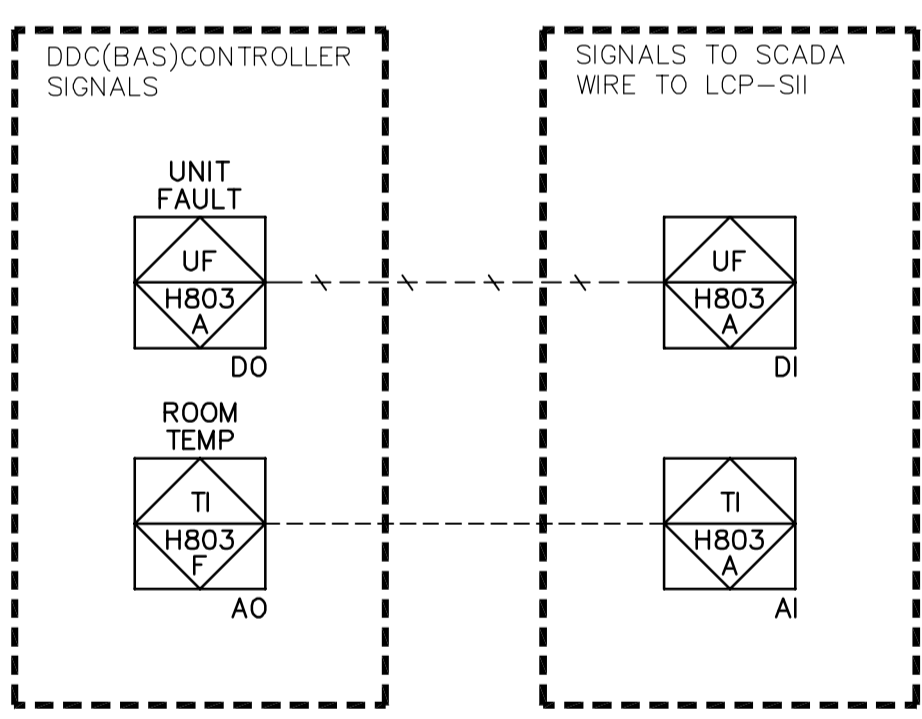 DDC(BAS)CONTROLLER
SIGNALS
UNIT
FAULT
UF
H803
A
DO
ROOM
TEMP
TI
H803
F
AO
SIGNALS TO SCADA
WIRE TO LCP-SII
UF
H803
A
DI
TI
H803
A
AI